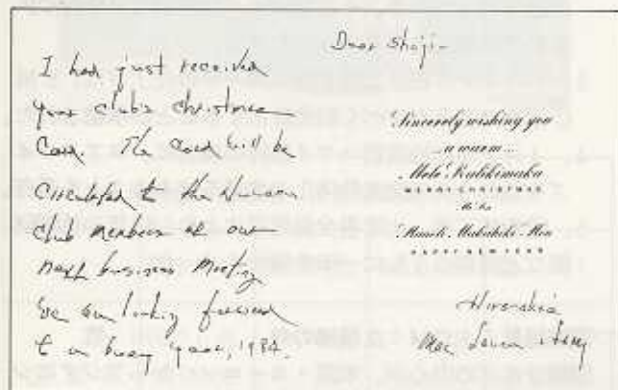 Dear Shoji-
I had just received
your club's christmas
Card. The Card will be
Circulated to the
Club members at our
next business meeting
We are looking forward
t a busy year, 1984.
Sincerely wishing you
a warm...
Mele Kalikimaka
MERRY CHRISTMAS
Hauoli Makahiki Hou
HAPPY NEW YEAR